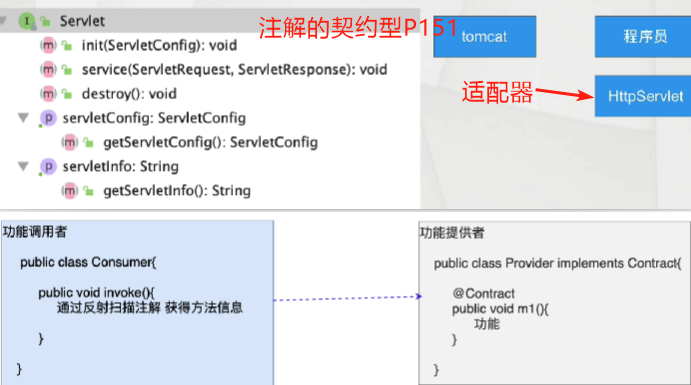 Servlet
注解的契约型P151
init(ServletConfig): void
service(ServletRequest, ServletResponse): void
destroy(): void
servletConfig: ServletConfig
getServletConfig(): ServletConfig
servletInfo: String
getServletInfo(): String
tomcat
程序员
适配器
HttpServlet
功能调用者
public class Consumer{
public void invoke(){
通过反射扫描注解 获得方法信息
}
}
功能提供者
public class Provider implements Contract{
@Contract
public void m1(){
功能
}
}